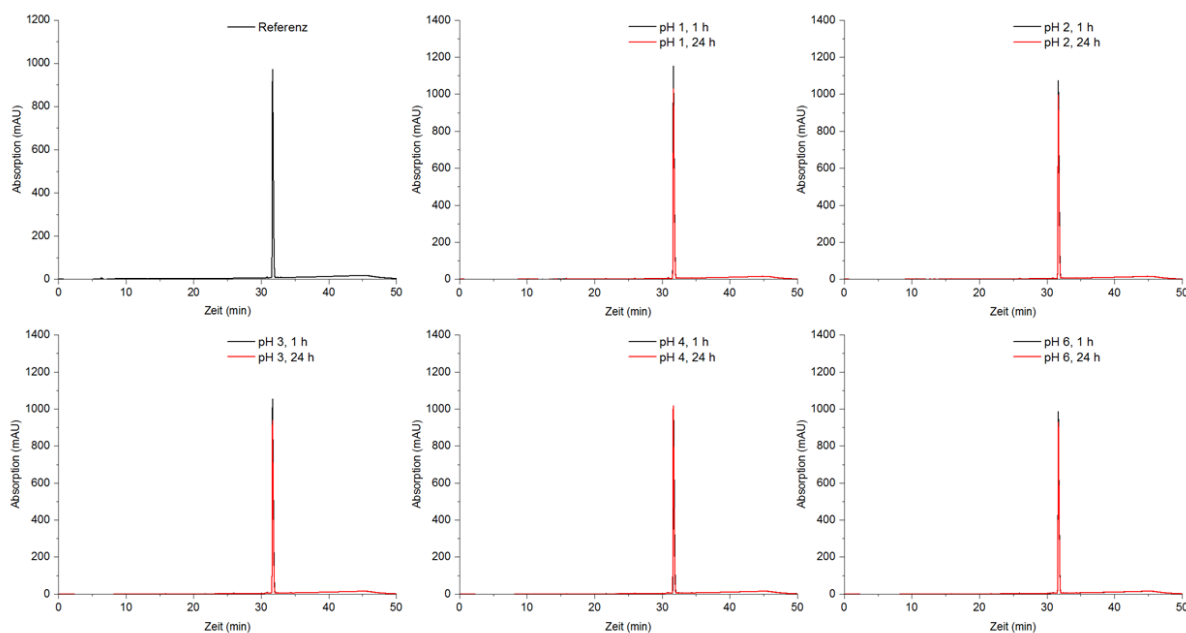 Referenz
Absorption (mAU)
1200
1000
800
600
400
200
0
0 10 20 30 40 50
Zeit (min)
pH 1, 1 h
pH 1, 24 h
Absorption (mAU)
1400
1200
1000
800
600
400
200
0
0 10 20 30 40 50
Zeit (min)
pH 2, 1 h
pH 2, 24 h
Absorption (mAU)
1400
1200
1000
800
600
400
200
0
0 10 20 30 40 50
Zeit (min)
pH 3, 1 h
pH 3, 24 h
Absorption (mAU)
1400
1200
1000
800
600
400
200
0
0 10 20 30 40 50
Zeit (min)
pH 4, 1 h
pH 4, 24 h
Absorption (mAU)
1400
1200
1000
800
600
400
200
0
0 10 20 30 40 50
Zeit (min)
pH 6, 1 h
pH 6, 24 h
Absorption (mAU)
1400
1200
1000
800
600
400
200
0
0 10 20 30 40 50
Zeit (min)